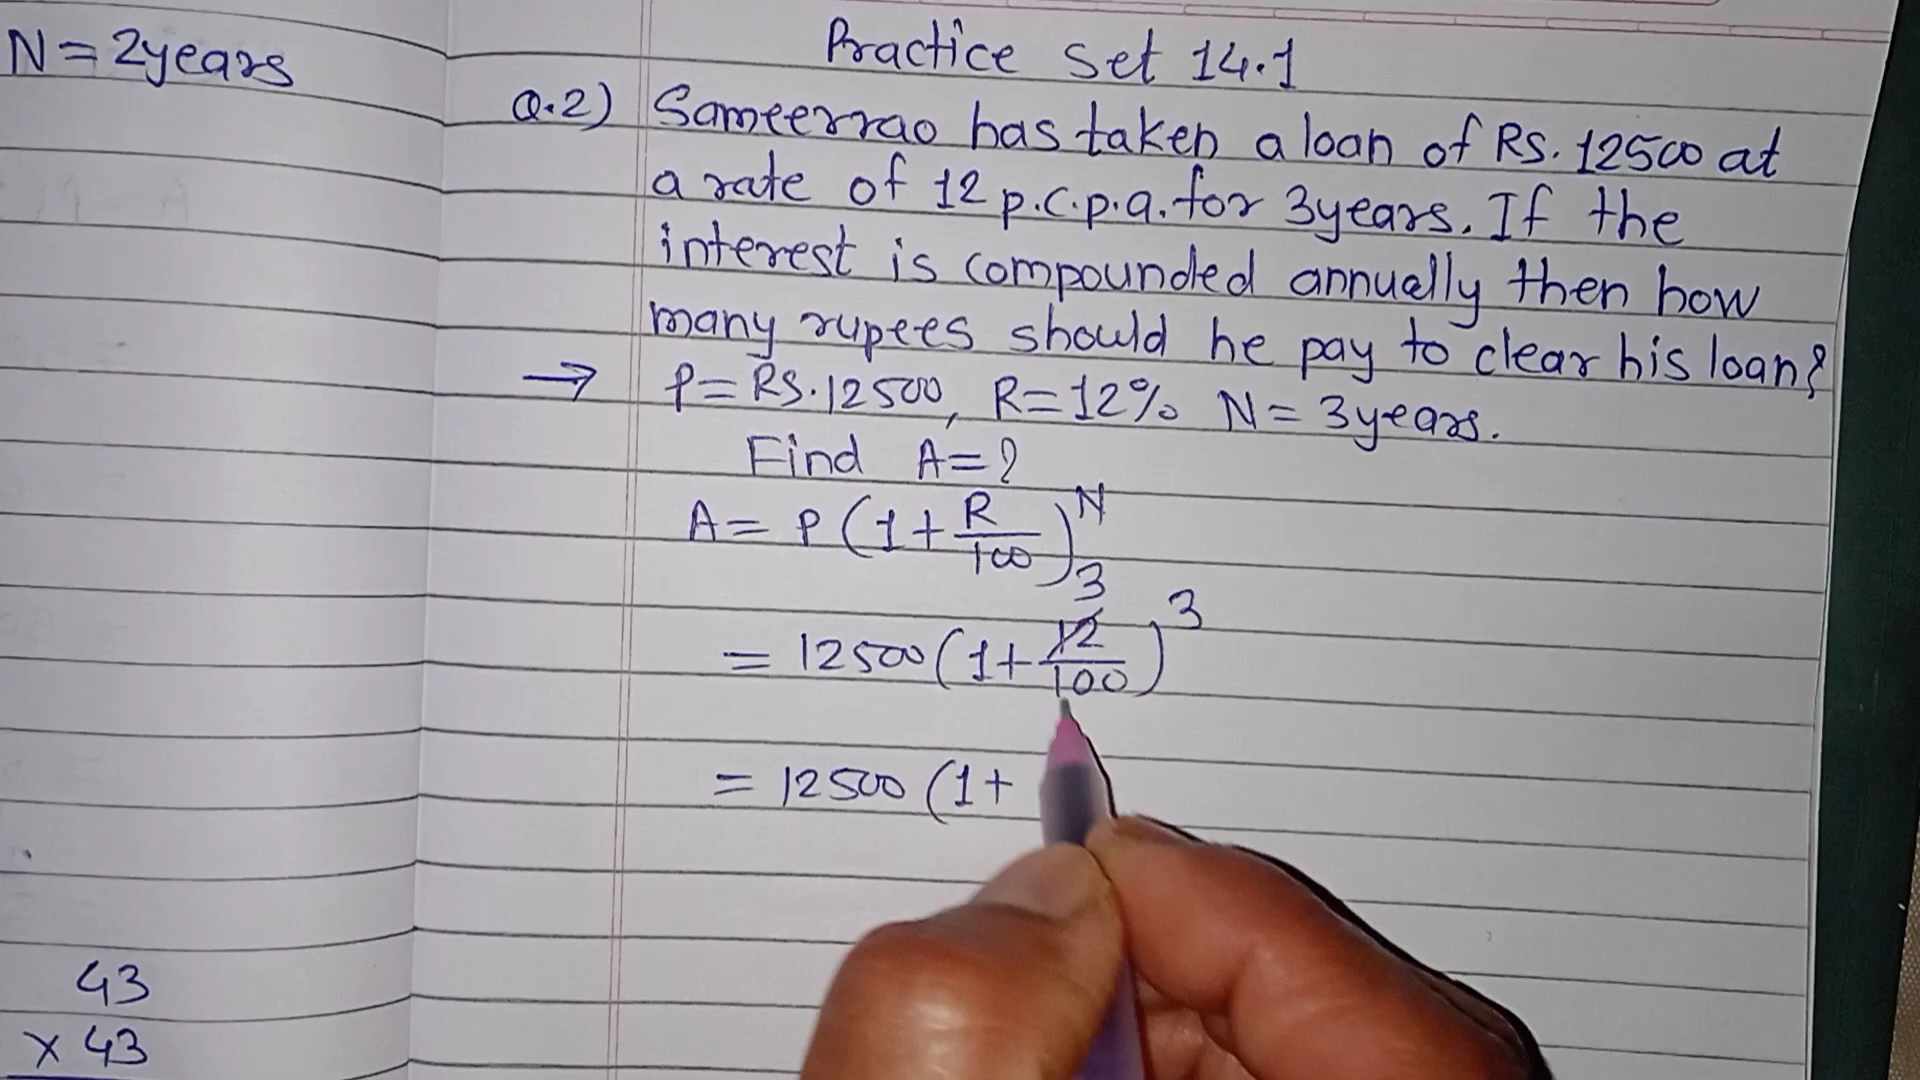 N = 2years
Practice Set 14.1
Q.2) Sameerrao has taken a loan of Rs. 12500 at
a rate of 12 p.c.p.a. for 3years. If the
interest is compounded annually then how
many rupees should he pay to clear his loan?
→ P = Rs. 12500, R = 12% N = 3years.
Find A = ?
A = P (1 + R/100)^N
3
= 12500 (1 + 12/100)^3
= 12500 (1 +
43
× 43